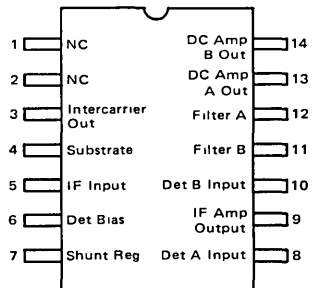 1 NC
2 NC
3 Intercarrier
Out
4 Substrate
5 IF Input
6 Det Bias
7 Shunt Reg
DC Amp 14
B Out
DC Amp 13
A Out
Filter A 12
Filter B 11
Det B Input 10
IF Amp 9
Output
Det A Input 8